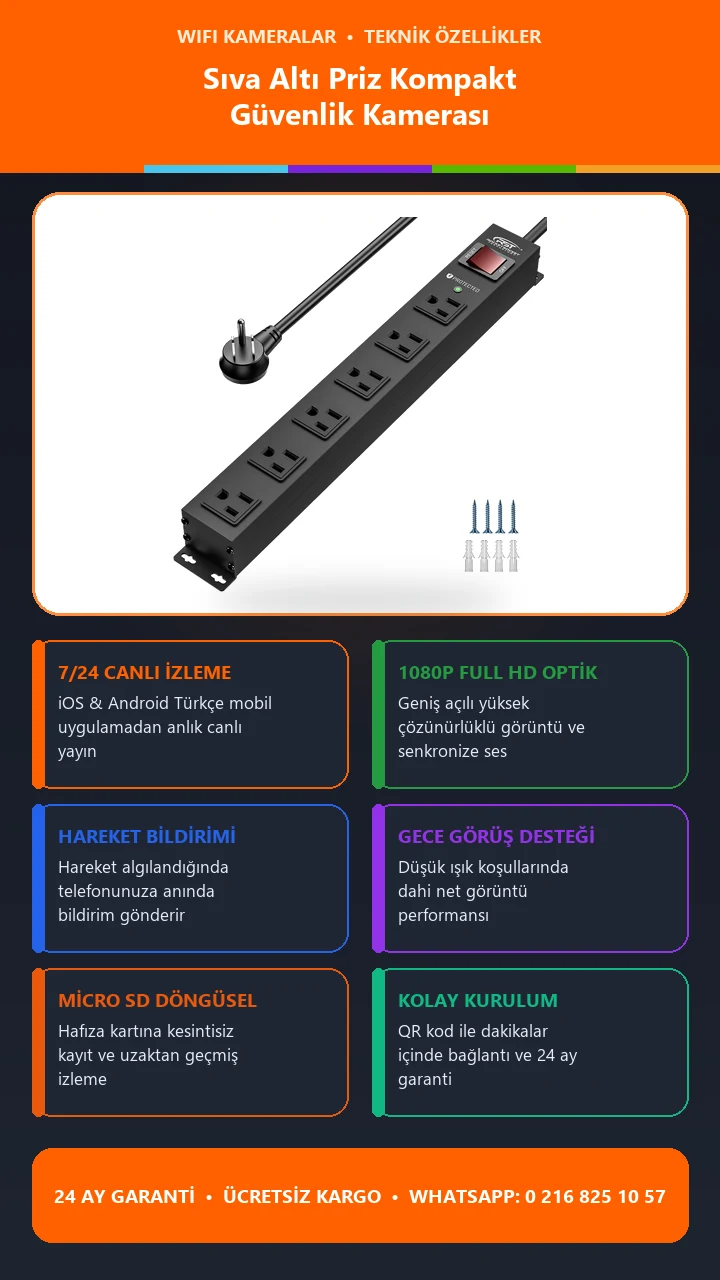 WIFI KAMERALAR • TEKNİK ÖZELLİKLER
Sıva Altı Priz Kompakt
Güvenlik Kamerası
PROTECTED
7/24 CANLI İZLEME
iOS & Android Türkçe mobil
uygulamadan anlık canlı
yayın
1080P FULL HD OPTİK
Geniş açılı yüksek
çözünürlüklü görüntü ve
senkronize ses
HAREKET BİLDİRİMİ
Hareket algılandığında
telefonunuza anında
bildirim gönderir
GECE GÖRÜŞ DESTEĞİ
Düşük ışık koşullarında
dahi net görüntü
performansı
MİCRO SD DÖNGÜSEL
Hafıza kartına kesintisiz
kayıt ve uzaktan geçmiş
izleme
KOLAY KURULUM
QR kod ile dakikalar
içinde bağlantı ve 24 ay
garanti
24 AY GARANTİ • ÜCRETSİZ KARGO • WHATSAPP: 0 216 825 10 57